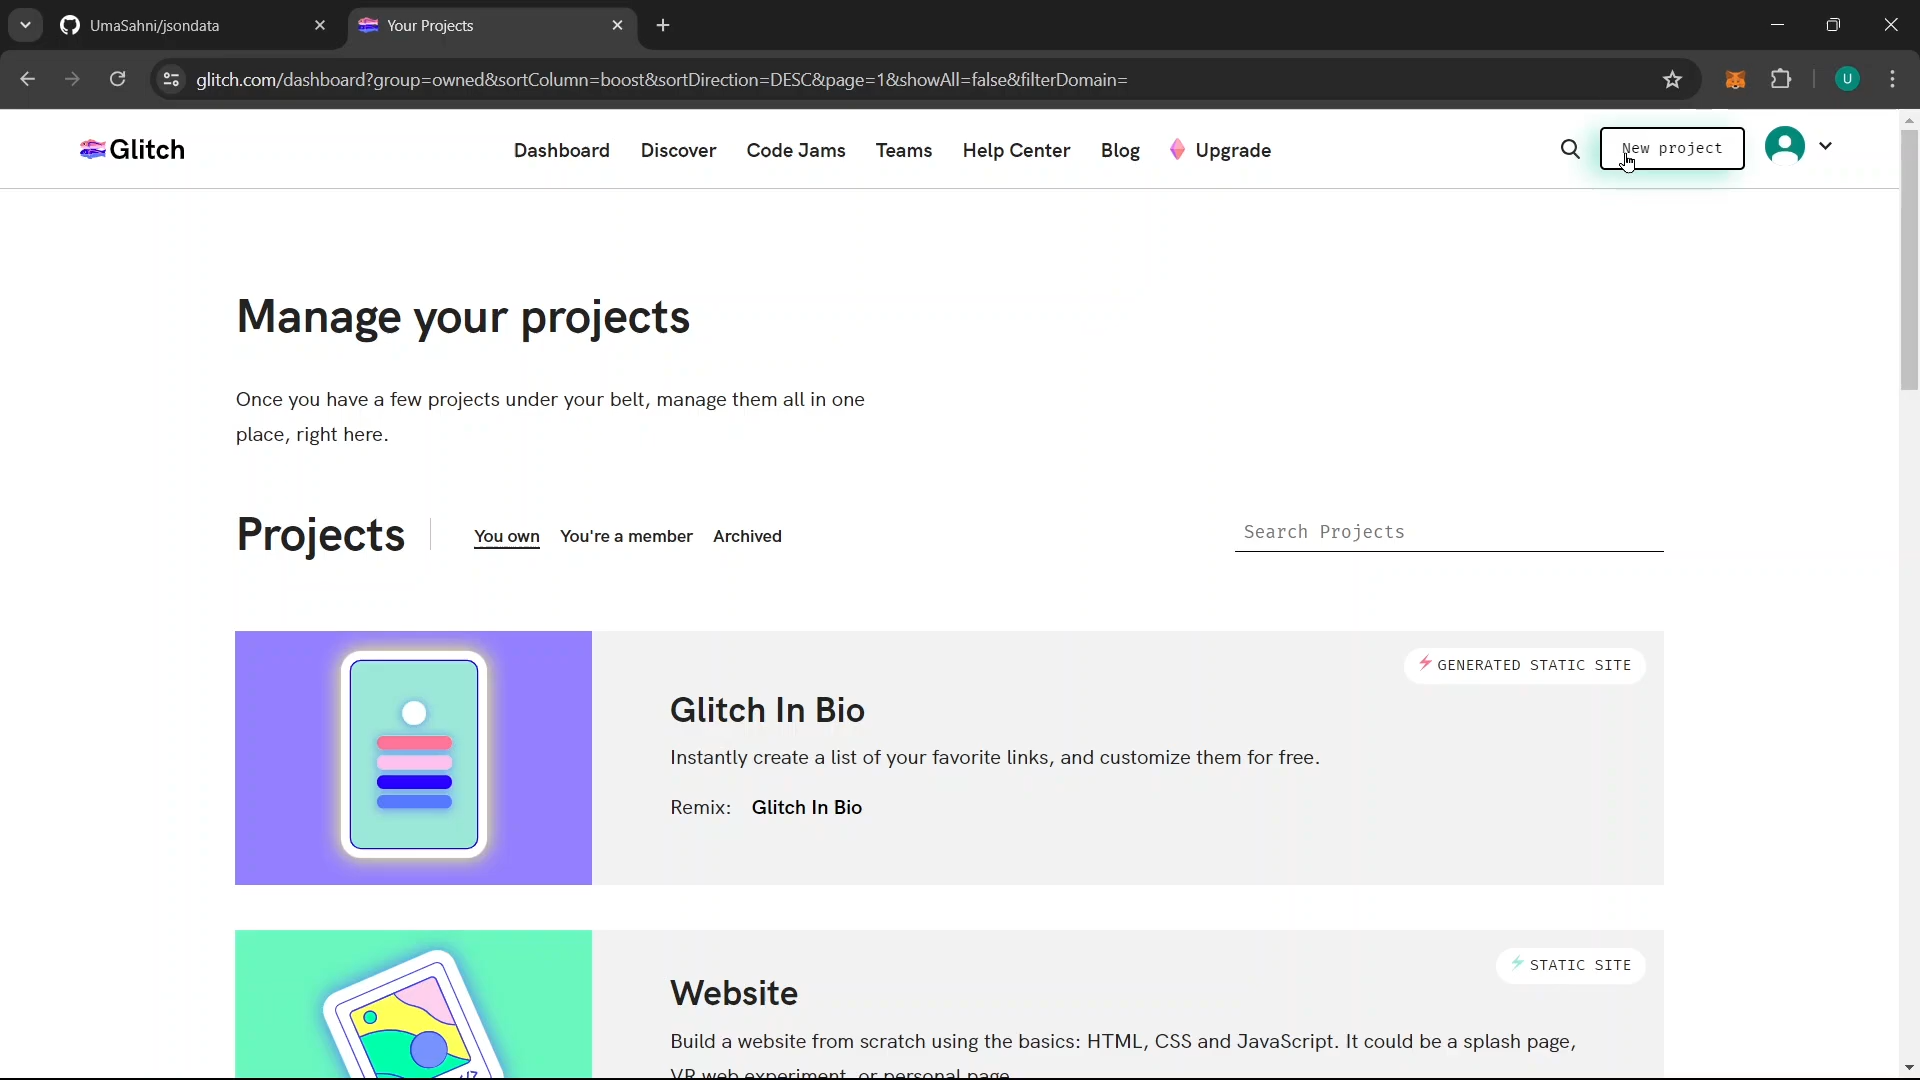 UmaSahni/jsondata
Your Projects
glitch.com/dashboard?group=owned&sortColumn=boost&sortDirection=DESC&page=1&showAll=false&filterDomain=
U
Glitch
Dashboard
Discover
Code Jams
Teams
Help Center
Blog
Upgrade
New project
Manage your projects
Once you have a few projects under your belt, manage them all in one
place, right here.
Projects
You own
You're a member
Archived
Search Projects
GENERATED STATIC SITE
Glitch In Bio
Instantly create a list of your favorite links, and customize them for free.
Remix: Glitch In Bio
STATIC SITE
Website
Build a website from scratch using the basics: HTML, CSS and JavaScript. It could be a splash page,
VR web experiment, or personal page.